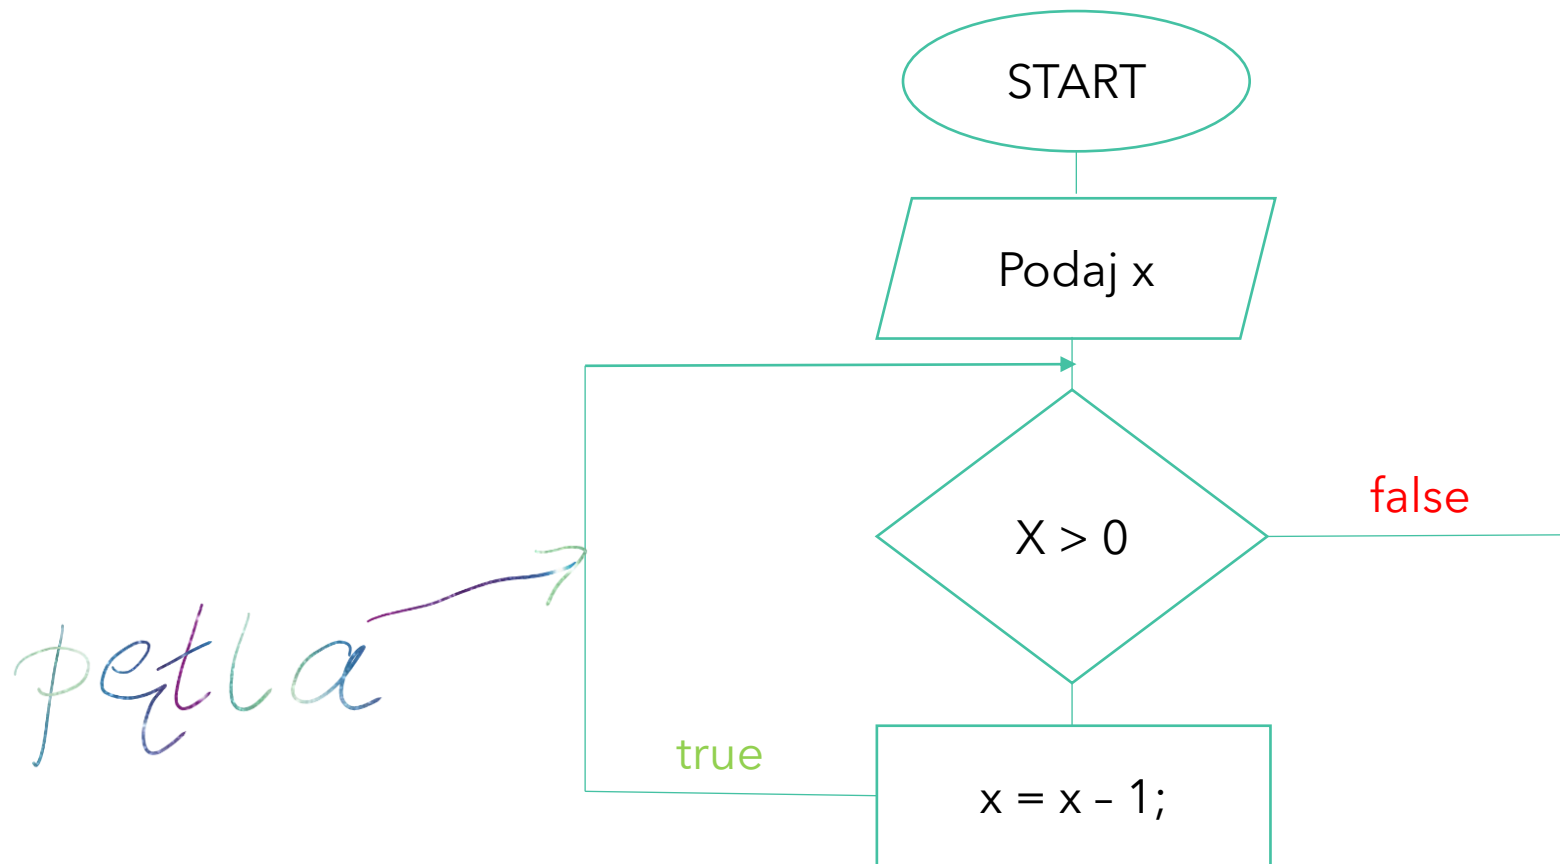 START
Podaj x
X > 0
false
pętla
true
x = x – 1;